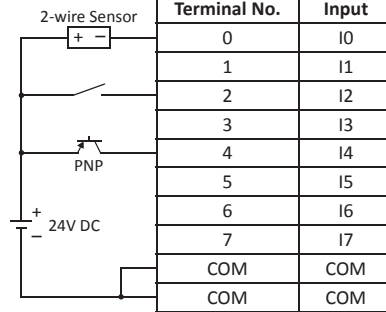 2-wire Sensor
+ −
PNP
+
24V DC
−
Terminal No. Input
0 I0
1 I1
2 I2
3 I3
4 I4
5 I5
6 I6
7 I7
COM COM
COM COM